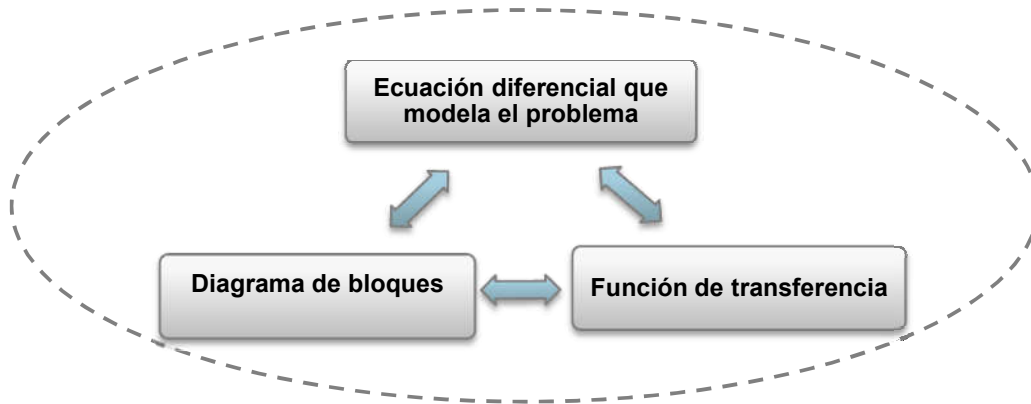 Ecuación diferencial que
modela el problema
Diagrama de bloques
Función de transferencia